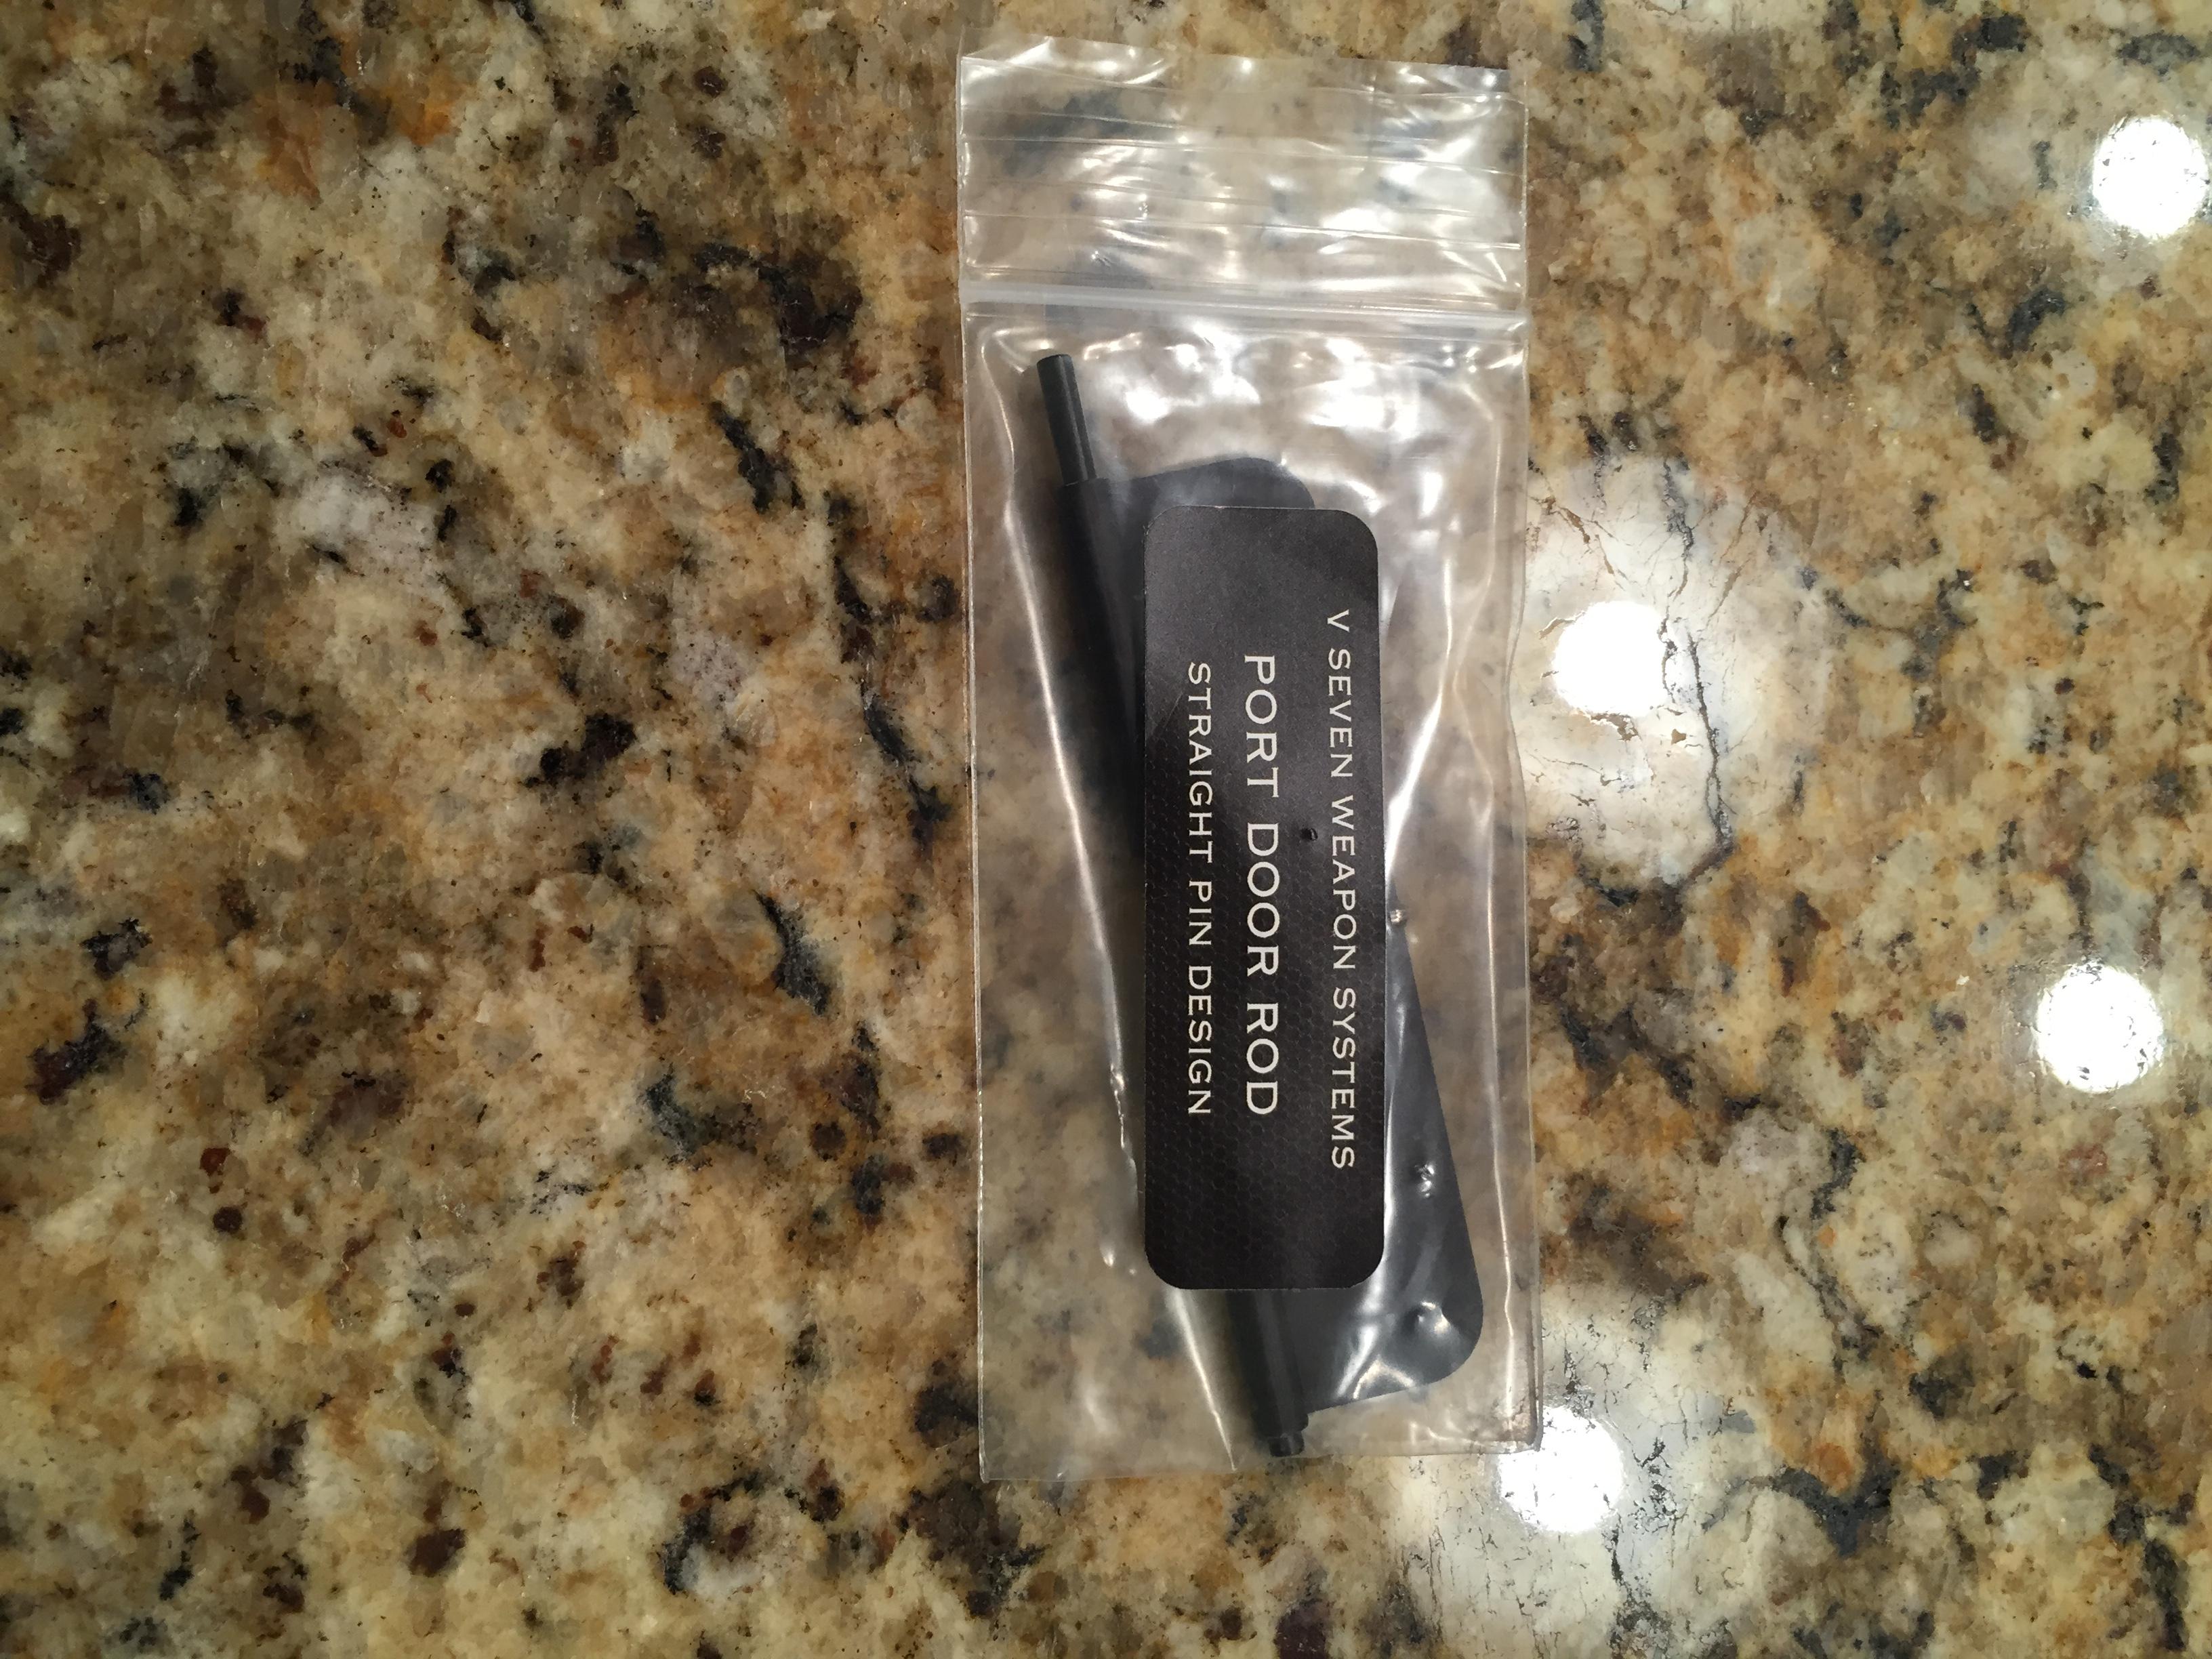 V SEVEN WEAPON SYSTEMS
PORT DOOR ROD
STRAIGHT PIN DESIGN